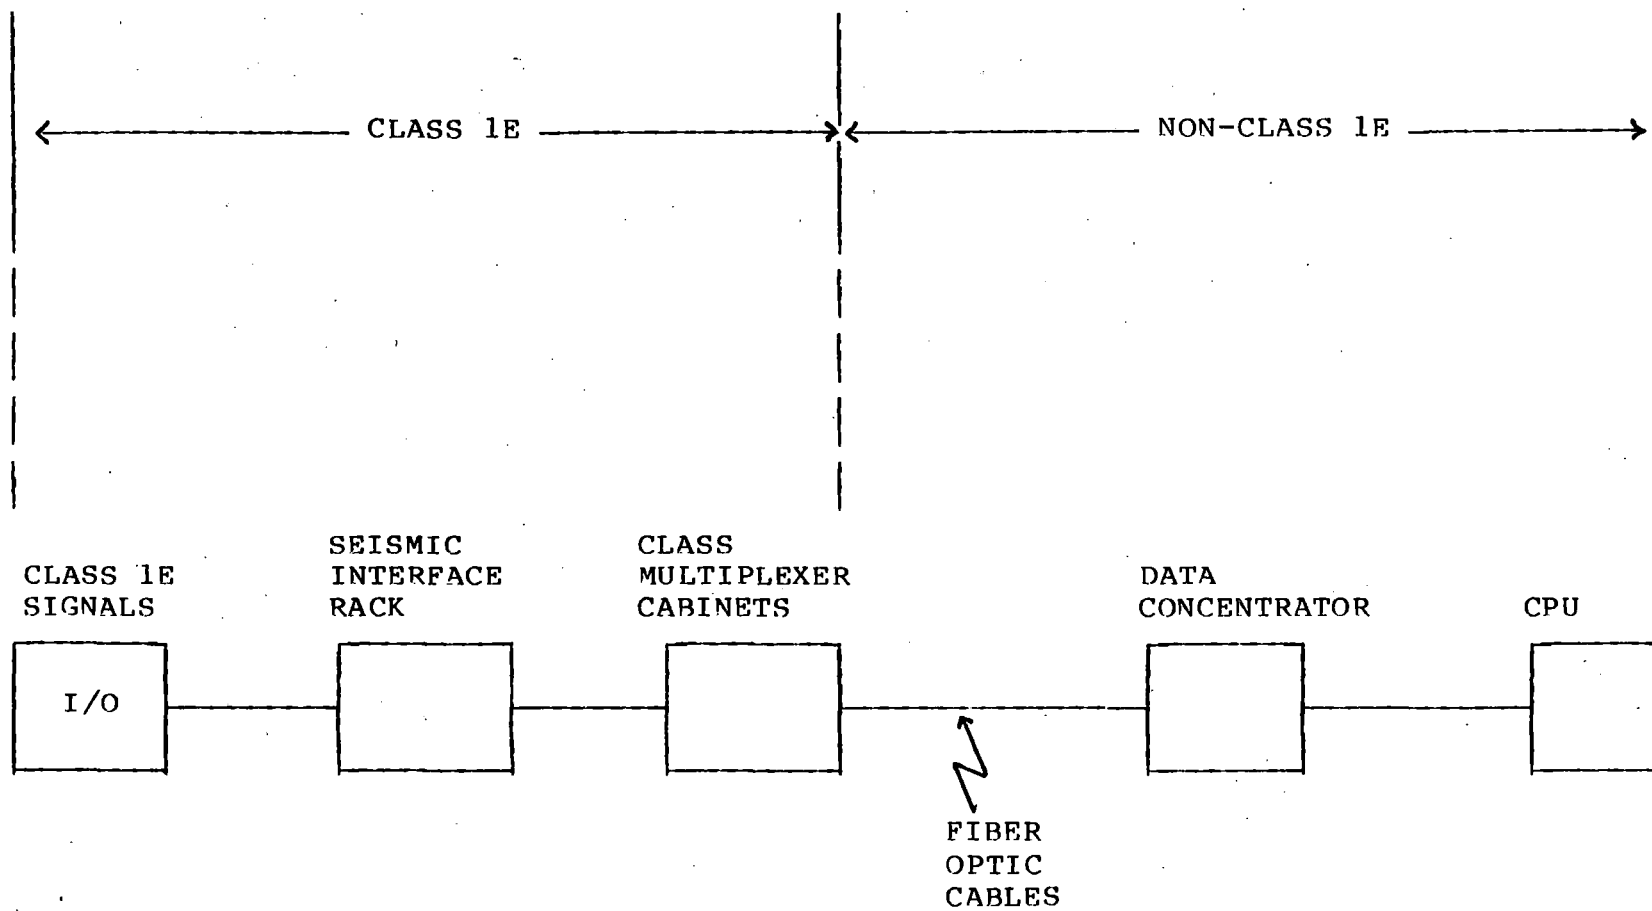 CLASS 1E
NON-CLASS 1E
CLASS 1E
SIGNALS
SEISMIC
INTERFACE
RACK
CLASS
MULTIPLEXER
CABINETS
DATA
CONCENTRATOR
CPU
I/O
FIBER
OPTIC
CABLES